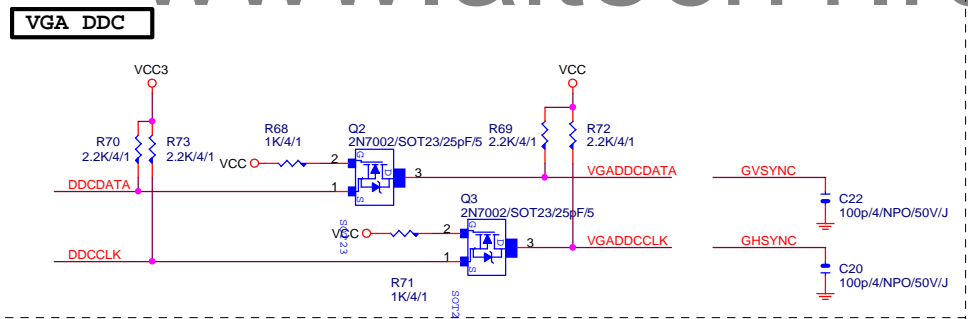 VGA DDC
VCC3
VCC
R70
2.2K/4/1
R73
2.2K/4/1
R68
1K/4/1
VCC
Q2
2N7002/SOT23/25pF/5
R69
2.2K/4/1
R72
2.2K/4/1
2
G
D
S
1
3
DDCDATA
VGADDCDATA
GVSYNC
C22
100p/4/NPO/50V/J
SOT23
Q3
2N7002/SOT23/25pF/5
VCC
2
G
D
S
1
3
DDCCLK
VGADDCCLK
GHSYNC
C20
100p/4/NPO/50V/J
R71
1K/4/1
SOT2